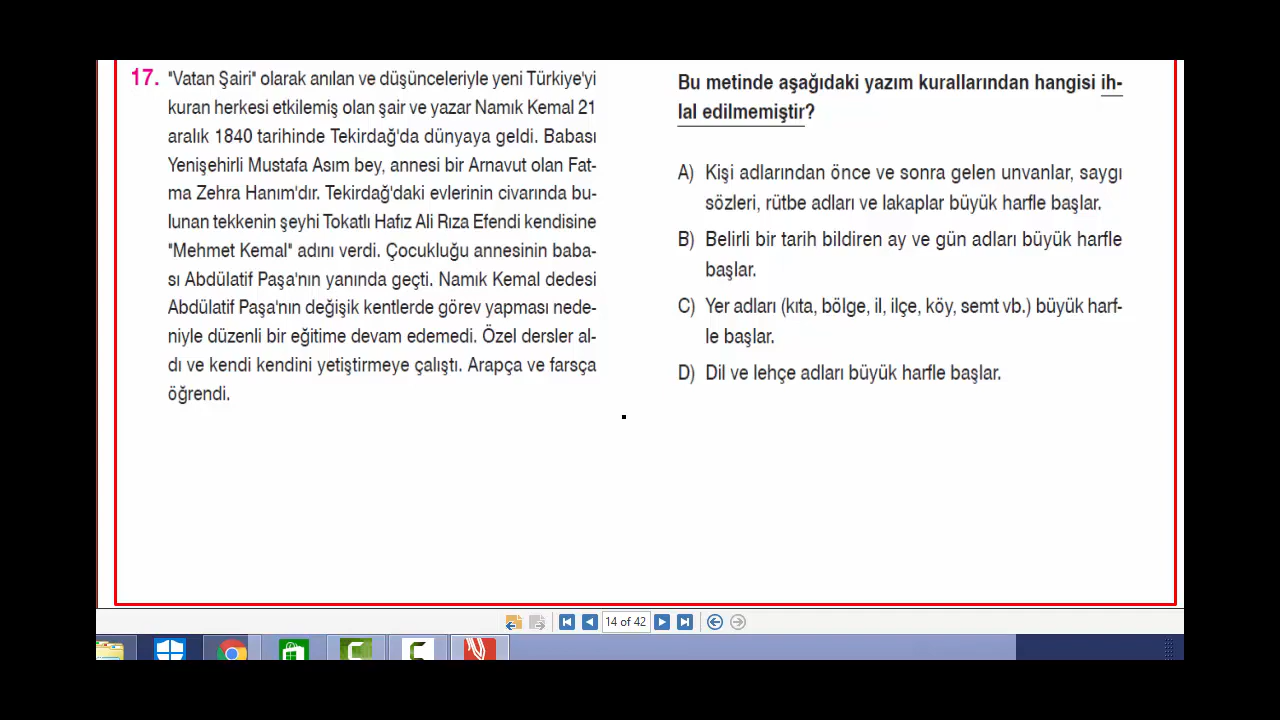 17. "Vatan Şairi" olarak anılan ve düşünceleriyle yeni Türkiye'yi
kuran herkesi etkilemiş olan şair ve yazar Namık Kemal 21
aralık 1840 tarihinde Tekirdağ'da dünyaya geldi. Babası
Yenişehirli Mustafa Asım bey, annesi bir Arnavut olan Fat-
ma Zehra Hanım'dır. Tekirdağ'daki evlerinin civarında bu-
lunan tekkenin şeyhi Tokatlı Hafız Ali Rıza Efendi kendisine
"Mehmet Kemal" adını verdi. Çocukluğu annesinin baba-
sı Abdülatif Paşa'nın yanında geçti. Namık Kemal dedesi
Abdülatif Paşa'nın değişik kentlerde görev yapması nede-
niyle düzenli bir eğitime devam edemedi. Özel dersler al-
dı ve kendi kendini yetiştirmeye çalıştı. Arapça ve farsça
öğrendi.
Bu metinde aşağıdaki yazım kurallarından hangisi ih-
lal edilmemiştir?
A) Kişi adlarından önce ve sonra gelen unvanlar, saygı
sözleri, rütbe adları ve lakaplar büyük harfle başlar.
B) Belirli bir tarih bildiren ay ve gün adları büyük harfle
başlar.
C) Yer adları (kıta, bölge, il, ilçe, köy, semt vb.) büyük harf-
le başlar.
D) Dil ve lehçe adları büyük harfle başlar.
14 of 42